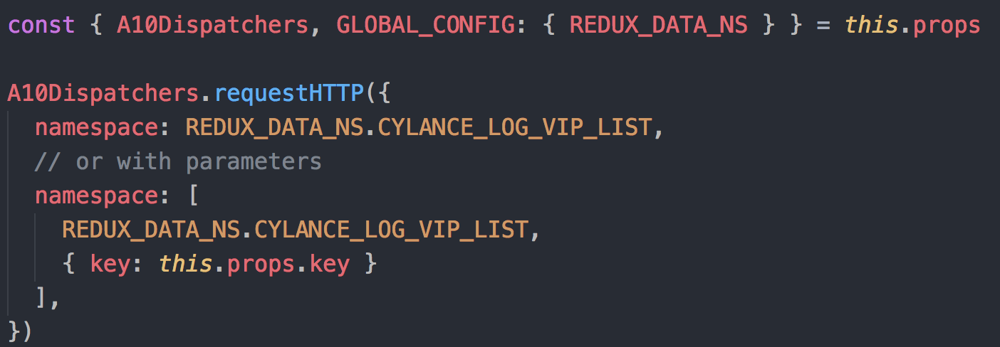 const { A10Dispatchers, GLOBAL_CONFIG: { REDUX_DATA_NS } } = this.props
A10Dispatchers.requestHTTP({
namespace: REDUX_DATA_NS.CYLANCE_LOG_VIP_LIST,
// or with parameters
namespace: [
REDUX_DATA_NS.CYLANCE_LOG_VIP_LIST,
{ key: this.props.key }
],
})